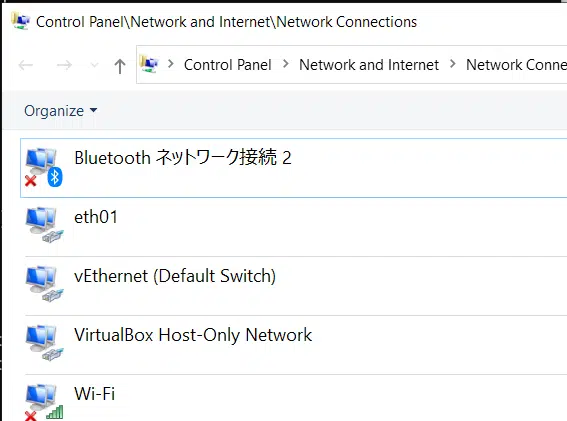 Control Panel\Network and Internet\Network Connections
Control Panel > Network and Internet > Network Conne
Organize
Bluetooth ネットワーク接続 2
eth01
vEthernet (Default Switch)
VirtualBox Host-Only Network
Wi-Fi